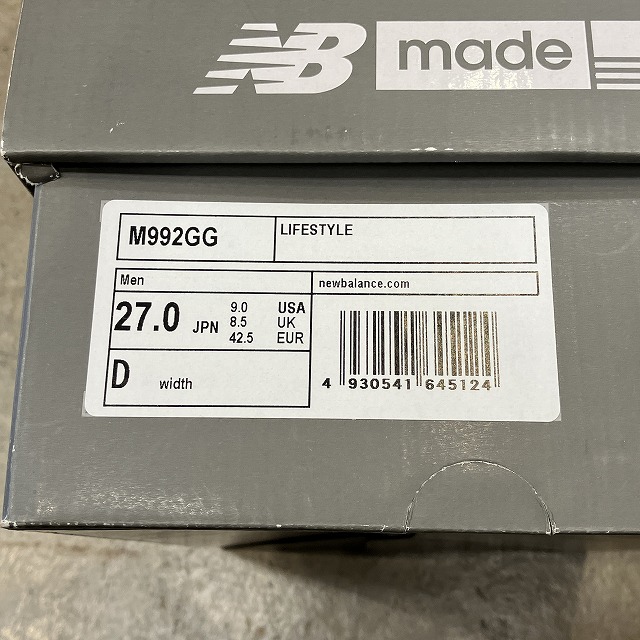 NB made
M992GG LIFESTYLE
Men newbalance.com
27.0 JPN 9.0 USA
8.5 UK
42.5 EUR
D width
4 930541 645124